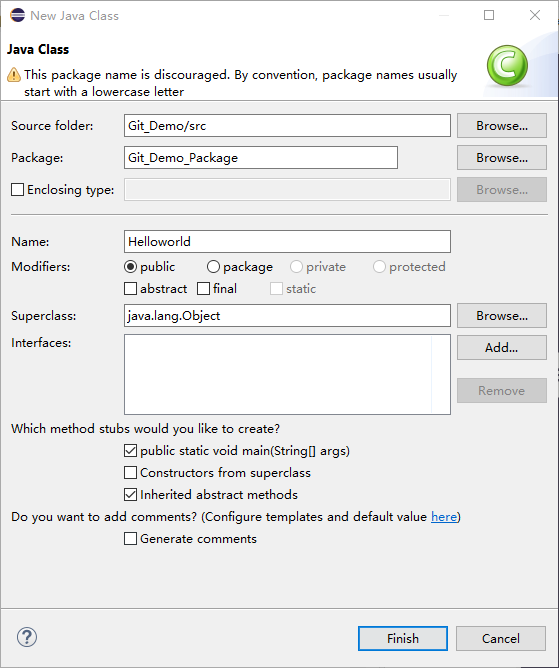 New Java Class
Java Class
This package name is discouraged. By convention, package names usually
start with a lowercase letter
Source folder: Git_Demo/src Browse...
Package: Git_Demo_Package Browse...
Enclosing type: Browse...
Name: Helloworld
Modifiers: public package private protected
abstract final static
Superclass: java.lang.Object Browse...
Interfaces: Add...
Remove
Which method stubs would you like to create?
public static void main(String[] args)
Constructors from superclass
Inherited abstract methods
Do you want to add comments? (Configure templates and default value here)
Generate comments
Finish Cancel